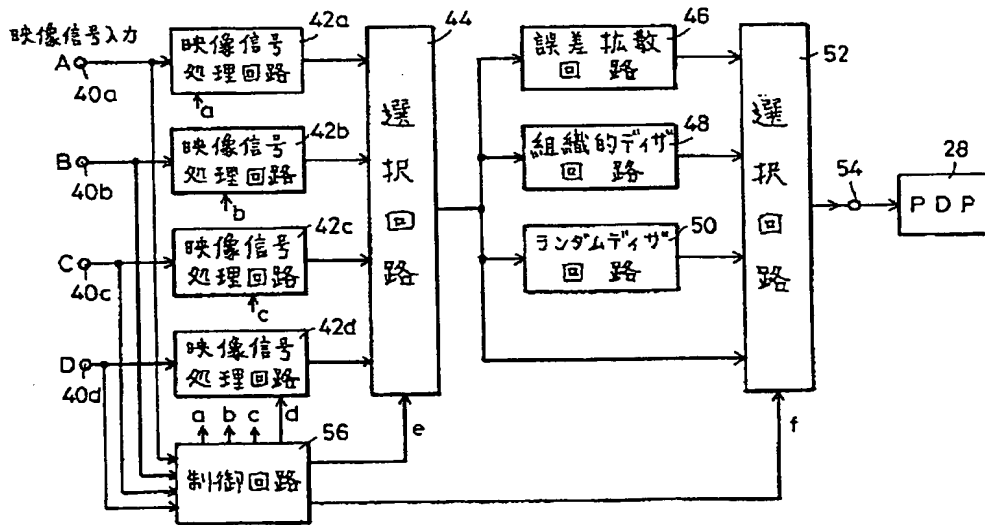 映像信号入力
A
40a
映像信号
処理回路
42a
a
B
40b
映像信号
処理回路
42b
b
C
40c
映像信号
処理回路
42c
c
D
40d
映像信号
処理回路
42d
a
b
c
d
制御回路
56
選択回路
44
e
誤差拡散
回路
46
組織的ディザ
回路
48
ランダムディザ
回路
50
選択回路
52
f
54
PDP
28